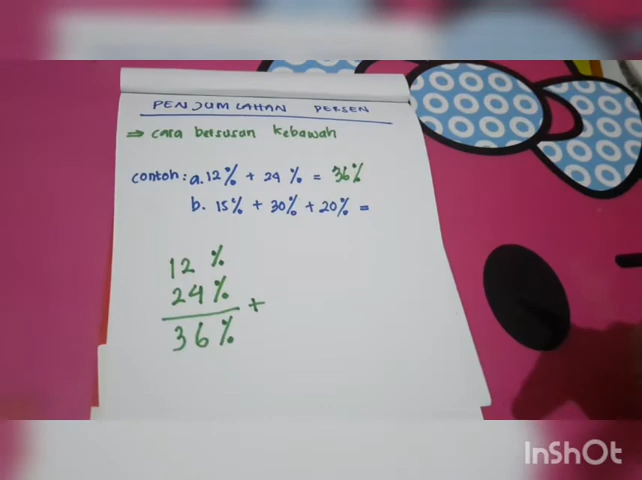 PENJUMLAHAN PERSEN
⇒ cara bersusun kebawah
contoh: a. 12% + 24% = 36%
b. 15% + 30% + 20% =
12%
24% +
36%
InShOt